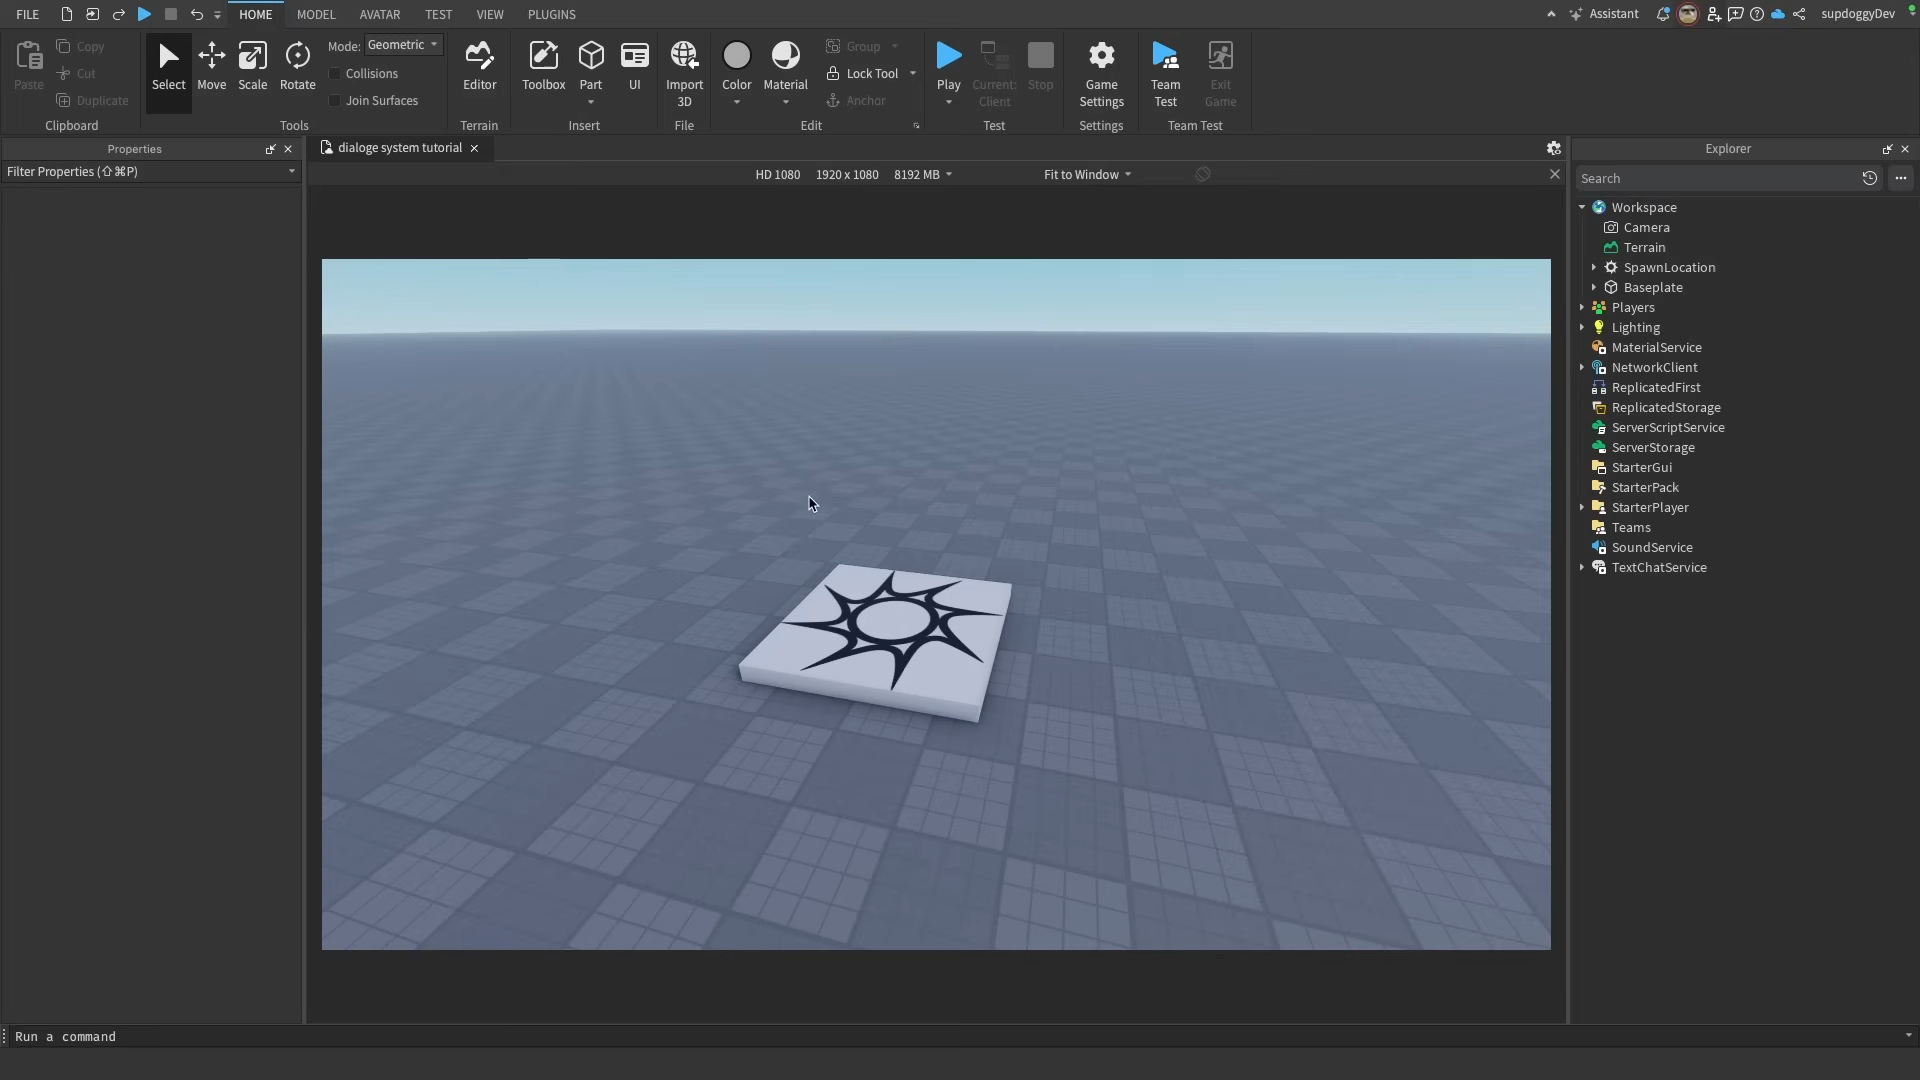 FILE HOME MODEL AVATAR TEST VIEW PLUGINS Assistant supdoggyDev
Paste Copy Cut Duplicate
Clipboard
Select Move Scale Rotate
Mode: Geometric
Collisions
Join Surfaces
Tools
Editor
Terrain
Toolbox Part UI
Insert
Import
3D
File
Color Material
Group
Lock Tool
Anchor
Edit
Play
Current:
Client
Stop
Test
Game
Settings
Settings
Team
Test
Exit
Game
Team Test
Properties
Filter Properties (⇧⌘P)
dialoge system tutorial
HD 1080 1920 x 1080 8192 MB Fit to Window
Explorer
Search
Workspace
Camera
Terrain
SpawnLocation
Baseplate
Players
Lighting
MaterialService
NetworkClient
ReplicatedFirst
ReplicatedStorage
ServerScriptService
ServerStorage
StarterGui
StarterPack
StarterPlayer
Teams
SoundService
TextChatService
Run a command